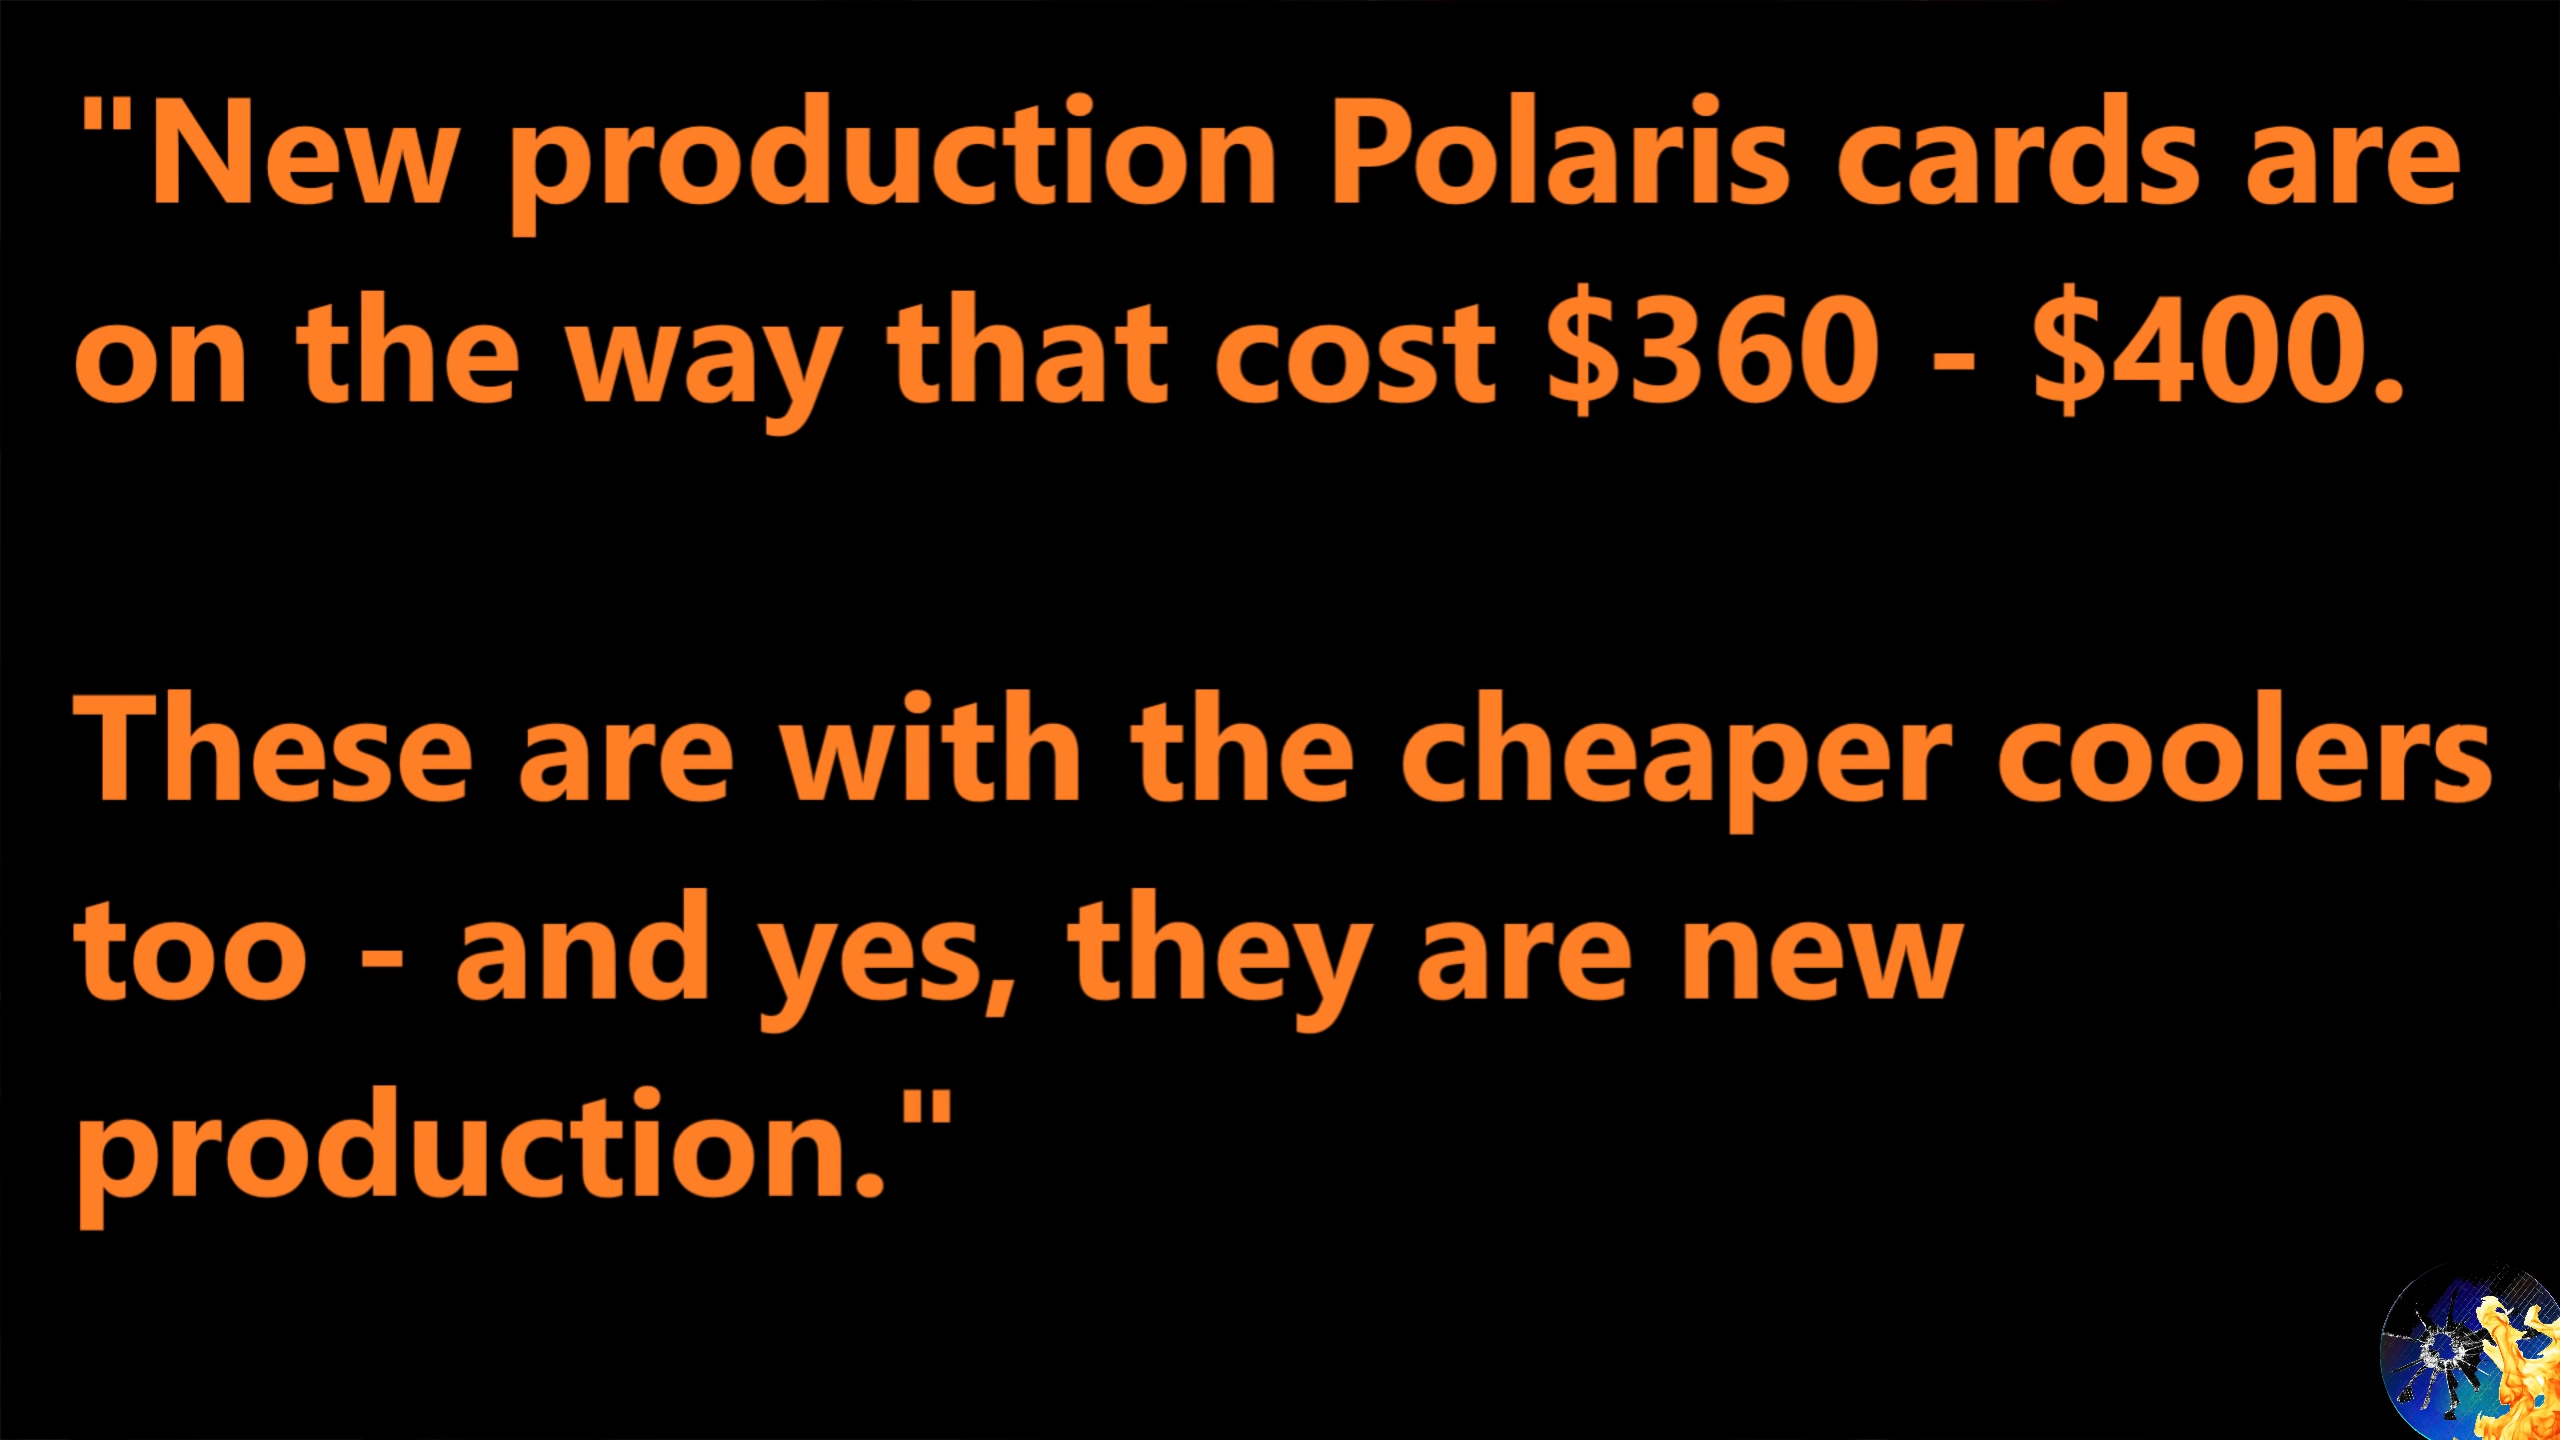 "New production Polaris cards are
on the way that cost $360 - $400.
These are with the cheaper coolers
too - and yes, they are new
production."